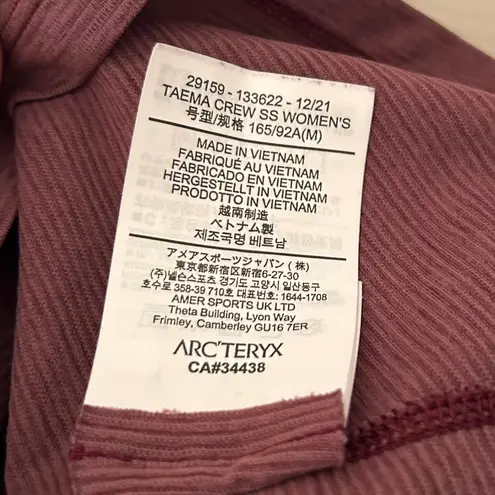 29159 - 133622 - 12/21
TAEMA CREW SS WOMEN'S
号型/规格 165/92A(M)
MADE IN VIETNAM
FABRIQUÉ AU VIETNAM
FABRICADO EN VIETNAM
HERGESTELLT IN VIETNAM
PRODOTTO IN VIETNAM
越南制造
ベトナム製
제조국명 베트남
アメアスポーツジャパン (株)
東京都新宿区新宿6-27-30
(주)넬슨스포츠 경기도 고양시 일산동구
호수로 358-39 710호 대표번호: 1644-1708
AMER SPORTS UK LTD
Theta Building, Lyon Way
Frimley, Camberley GU16 7ER
ARC'TERYX
CA#34438